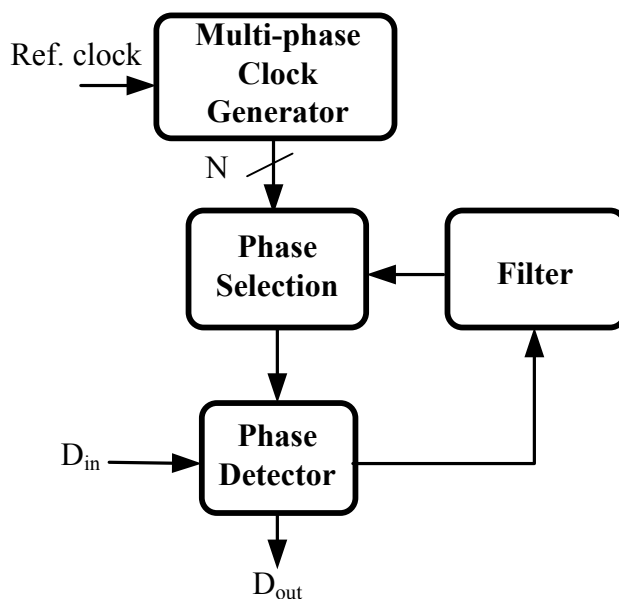 Ref. clock
Multi-phase
Clock
Generator
N
Phase
Selection
Filter
Phase
Detector
Din
Dout